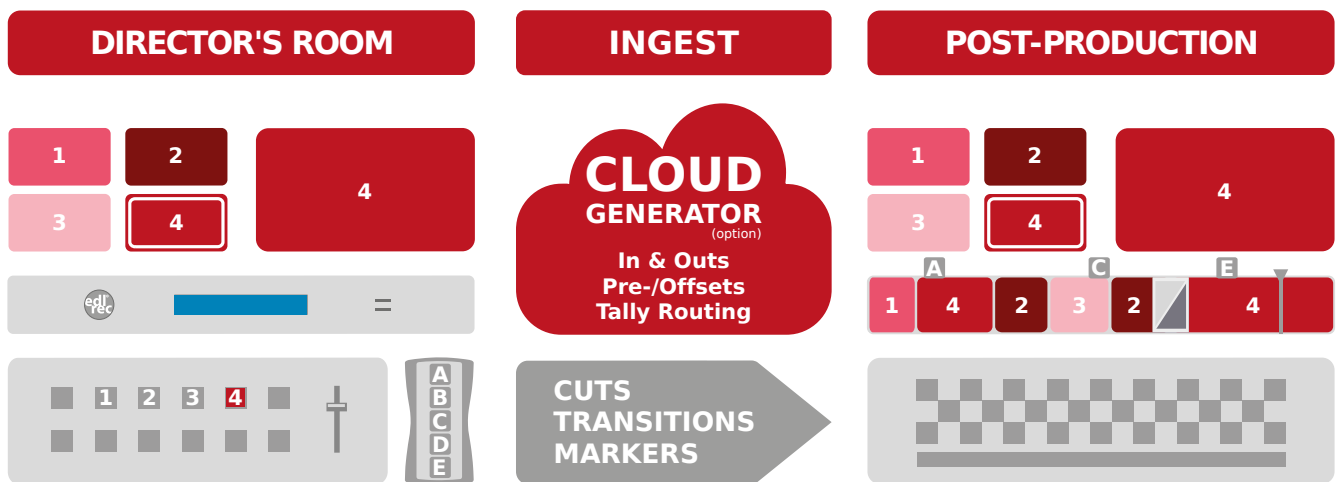 DIRECTOR'S ROOM
INGEST
POST-PRODUCTION
1
2
3
4
4
edl
rec
1
2
3
4
A
B
C
D
E
CLOUD
GENERATOR
(option)
In & Outs
Pre-/Offsets
Tally Routing
CUTS
TRANSITIONS
MARKERS
1
2
3
4
4
A
C
E
1
4
2
3
2
4